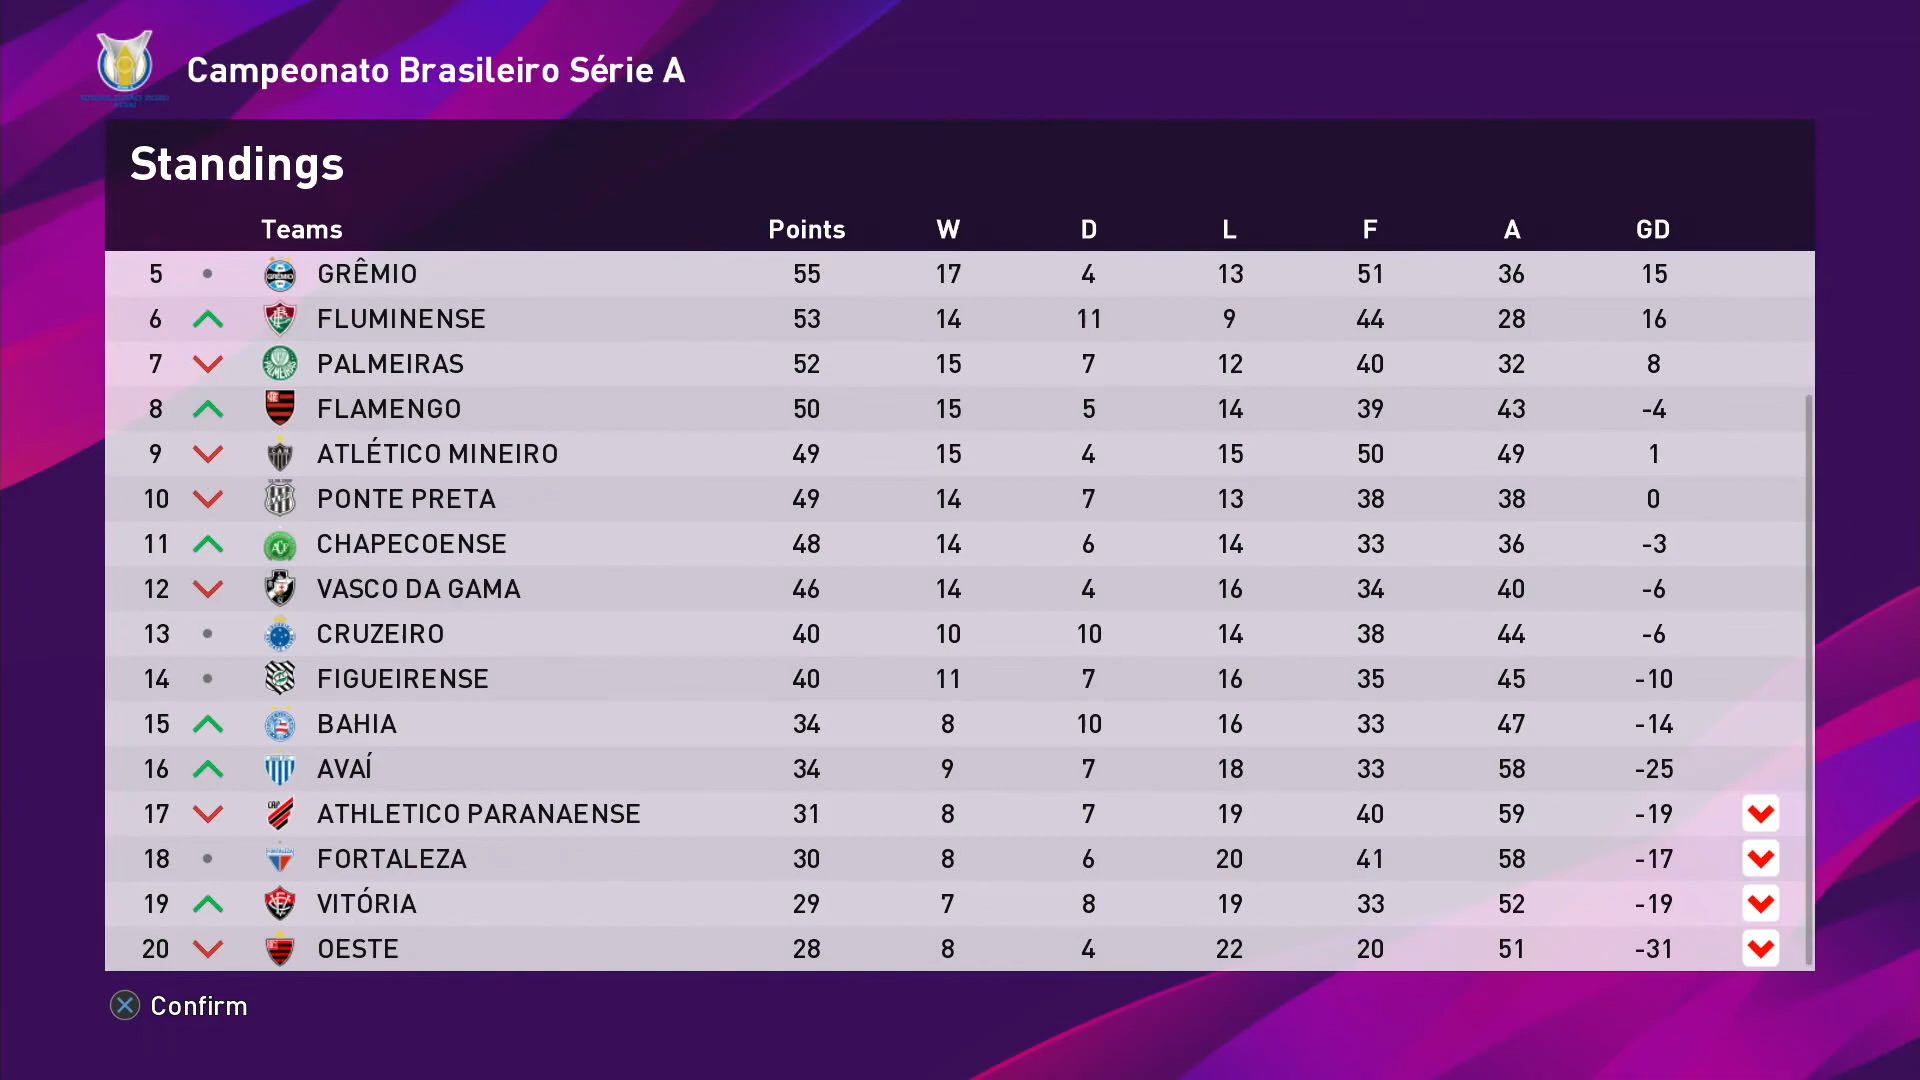 Campeonato Brasileiro Série A
Standings
Teams Points W D L F A GD
5 GRÊMIO 55 17 4 13 51 36 15
6 FLUMINENSE 53 14 11 9 44 28 16
7 PALMEIRAS 52 15 7 12 40 32 8
8 FLAMENGO 50 15 5 14 39 43 -4
9 ATLÉTICO MINEIRO 49 15 4 15 50 49 1
10 PONTE PRETA 49 14 7 13 38 38 0
11 CHAPECOENSE 48 14 6 14 33 36 -3
12 VASCO DA GAMA 46 14 4 16 34 40 -6
13 CRUZEIRO 40 10 10 14 38 44 -6
14 FIGUEIRENSE 40 11 7 16 35 45 -10
15 BAHIA 34 8 10 16 33 47 -14
16 AVAÍ 34 9 7 18 33 58 -25
17 ATHLETICO PARANAENSE 31 8 7 19 40 59 -19
18 FORTALEZA 30 8 6 20 41 58 -17
19 VITÓRIA 29 7 8 19 33 52 -19
20 OESTE 28 8 4 22 20 51 -31
Confirm